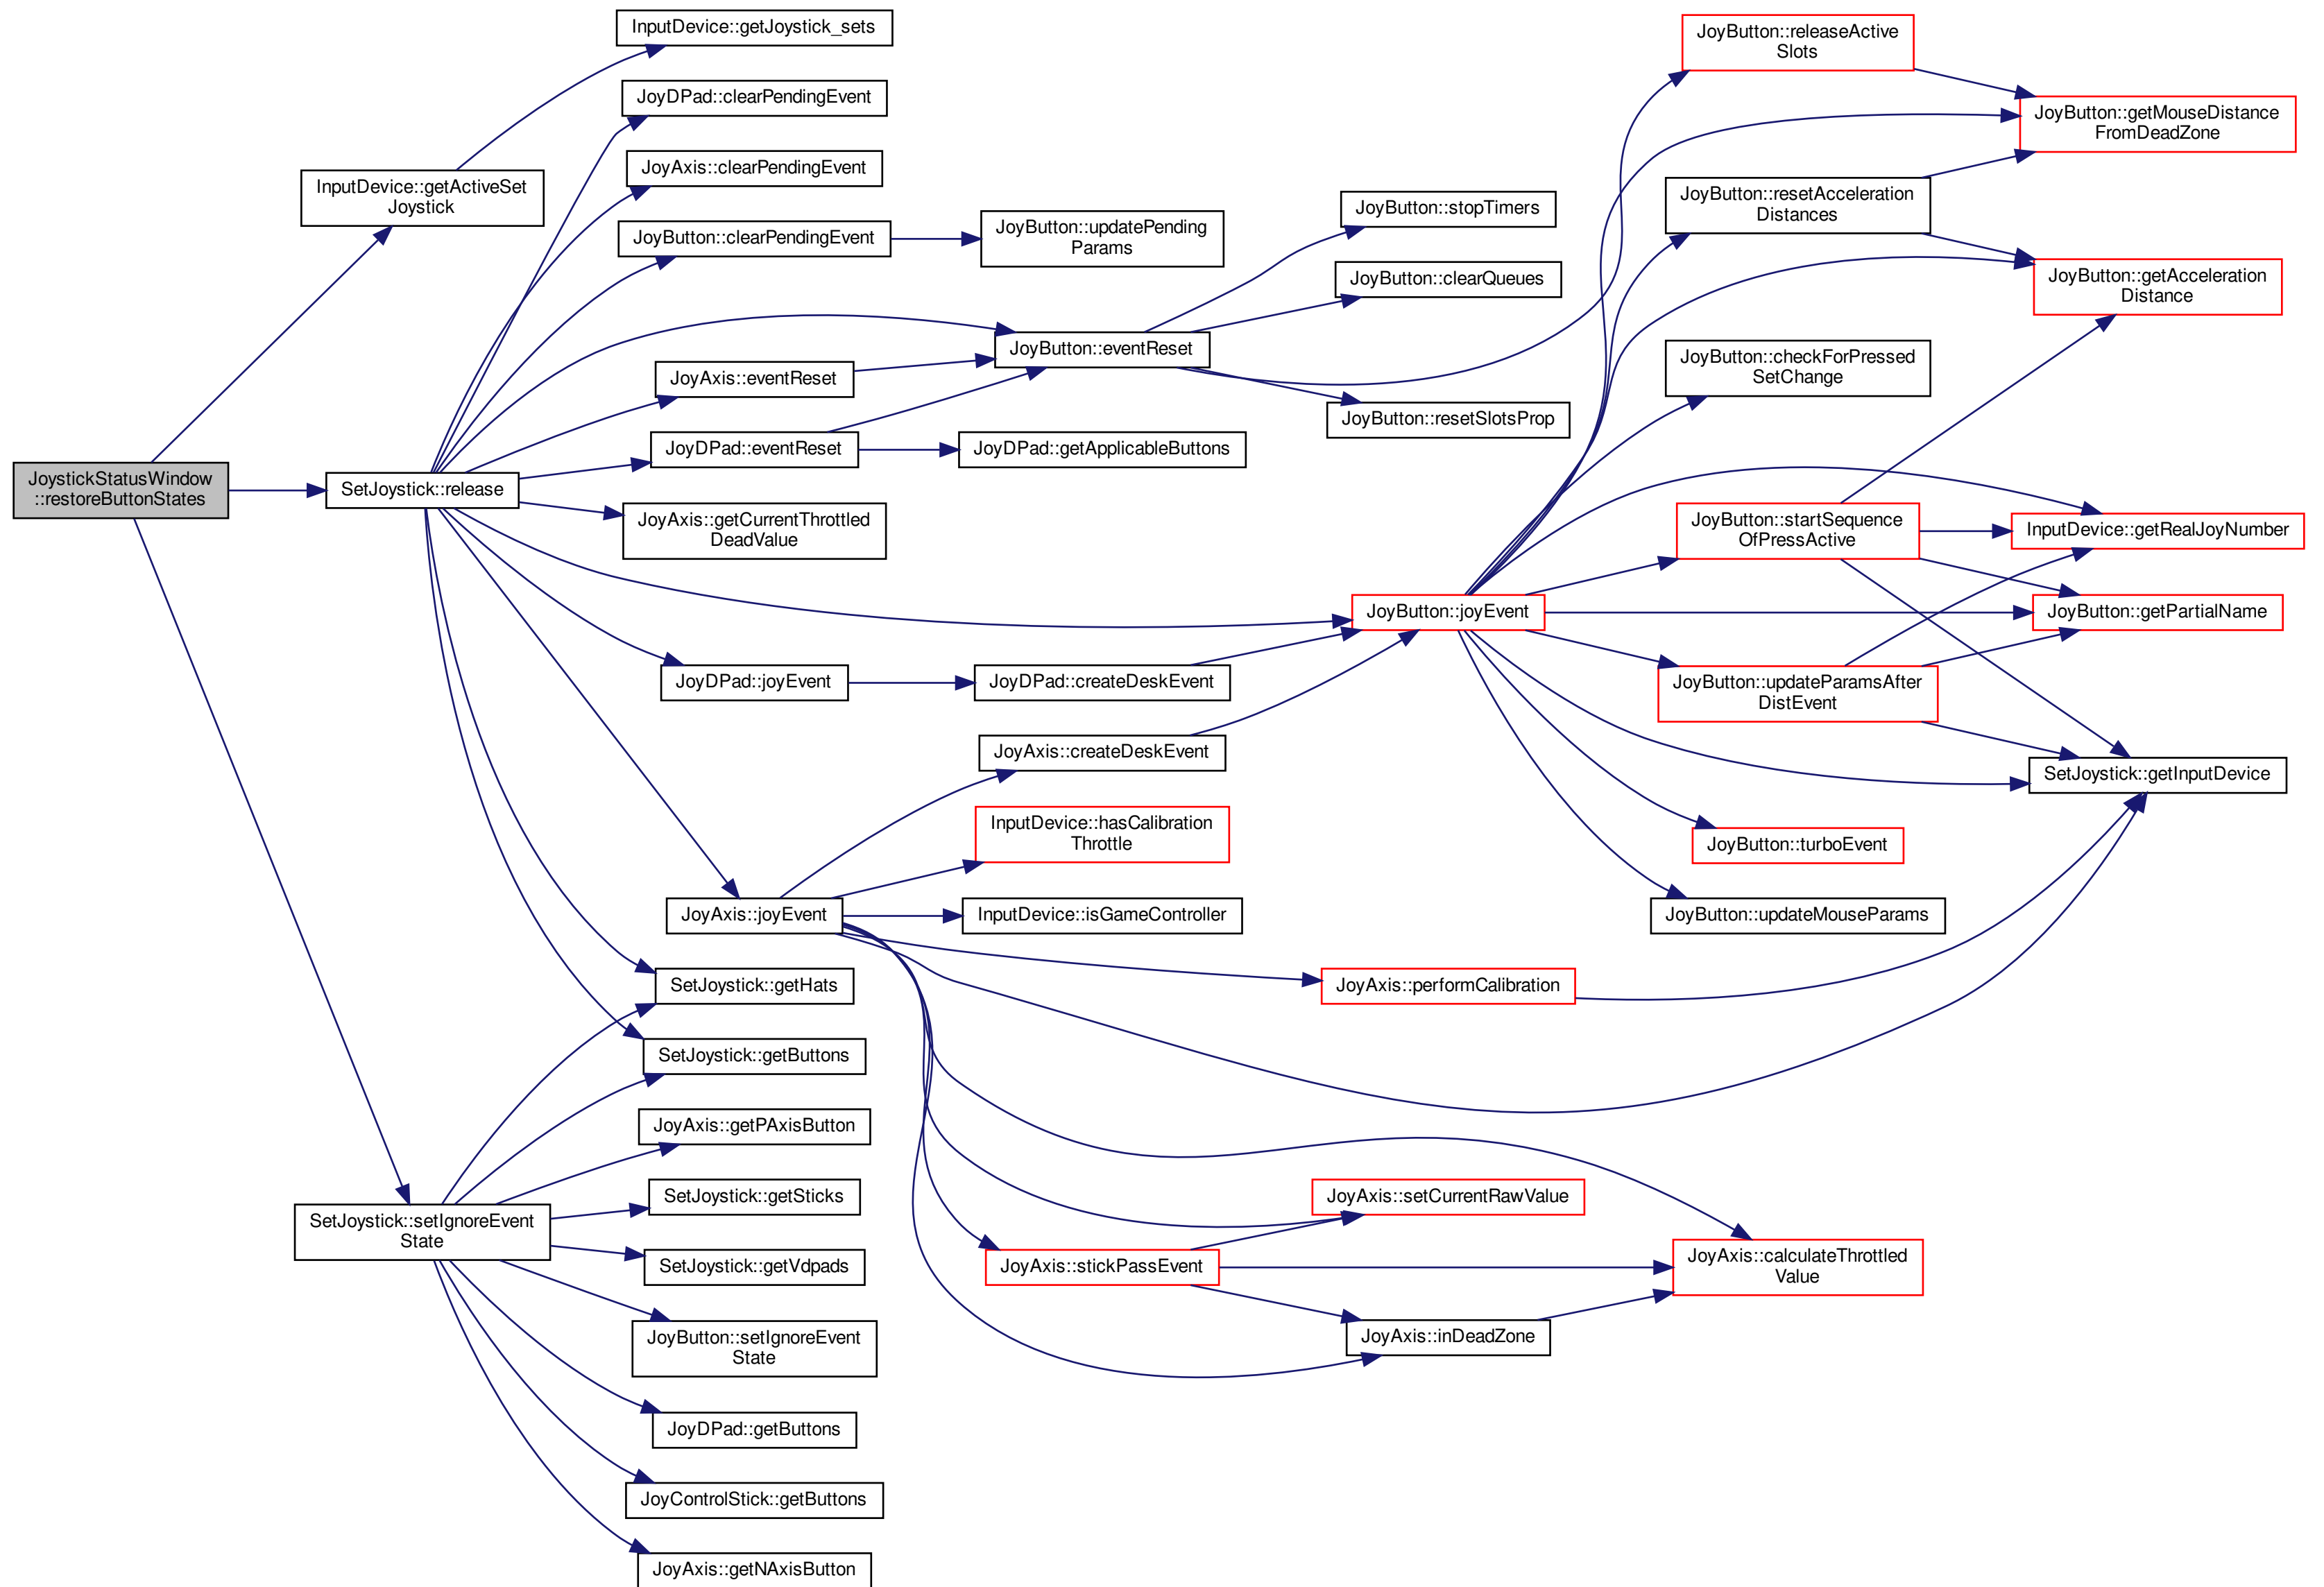 JoystickStatusWindow
::restoreButtonStates
InputDevice::getActiveSet
Joystick
SetJoystick::release
SetJoystick::setIgnoreEvent
State
InputDevice::getJoystick_sets
JoyDPad::clearPendingEvent
JoyAxis::clearPendingEvent
JoyButton::clearPendingEvent
JoyAxis::eventReset
JoyDPad::eventReset
JoyAxis::getCurrentThrottled
DeadValue
JoyDPad::joyEvent
JoyAxis::joyEvent
SetJoystick::getHats
SetJoystick::getButtons
JoyAxis::getPAxisButton
SetJoystick::getSticks
SetJoystick::getVdpads
JoyButton::setIgnoreEvent
State
JoyDPad::getButtons
JoyControlStick::getButtons
JoyAxis::getNAxisButton
JoyButton::updatePending
Params
JoyButton::eventReset
JoyDPad::getApplicableButtons
JoyDPad::createDeskEvent
JoyAxis::createDeskEvent
InputDevice::hasCalibration
Throttle
InputDevice::isGameController
JoyAxis::stickPassEvent
JoyButton::stopTimers
JoyButton::clearQueues
JoyButton::resetSlotsProp
JoyButton::joyEvent
JoyAxis::performCalibration
JoyAxis::setCurrentRawValue
JoyAxis::inDeadZone
JoyButton::releaseActive
Slots
JoyButton::resetAcceleration
Distances
JoyButton::checkForPressed
SetChange
JoyButton::startSequence
OfPressActive
JoyButton::updateParamsAfter
DistEvent
JoyButton::turboEvent
JoyButton::updateMouseParams
JoyAxis::calculateThrottled
Value
JoyButton::getMouseDistance
FromDeadZone
JoyButton::getAcceleration
Distance
InputDevice::getRealJoyNumber
JoyButton::getPartialName
SetJoystick::getInputDevice